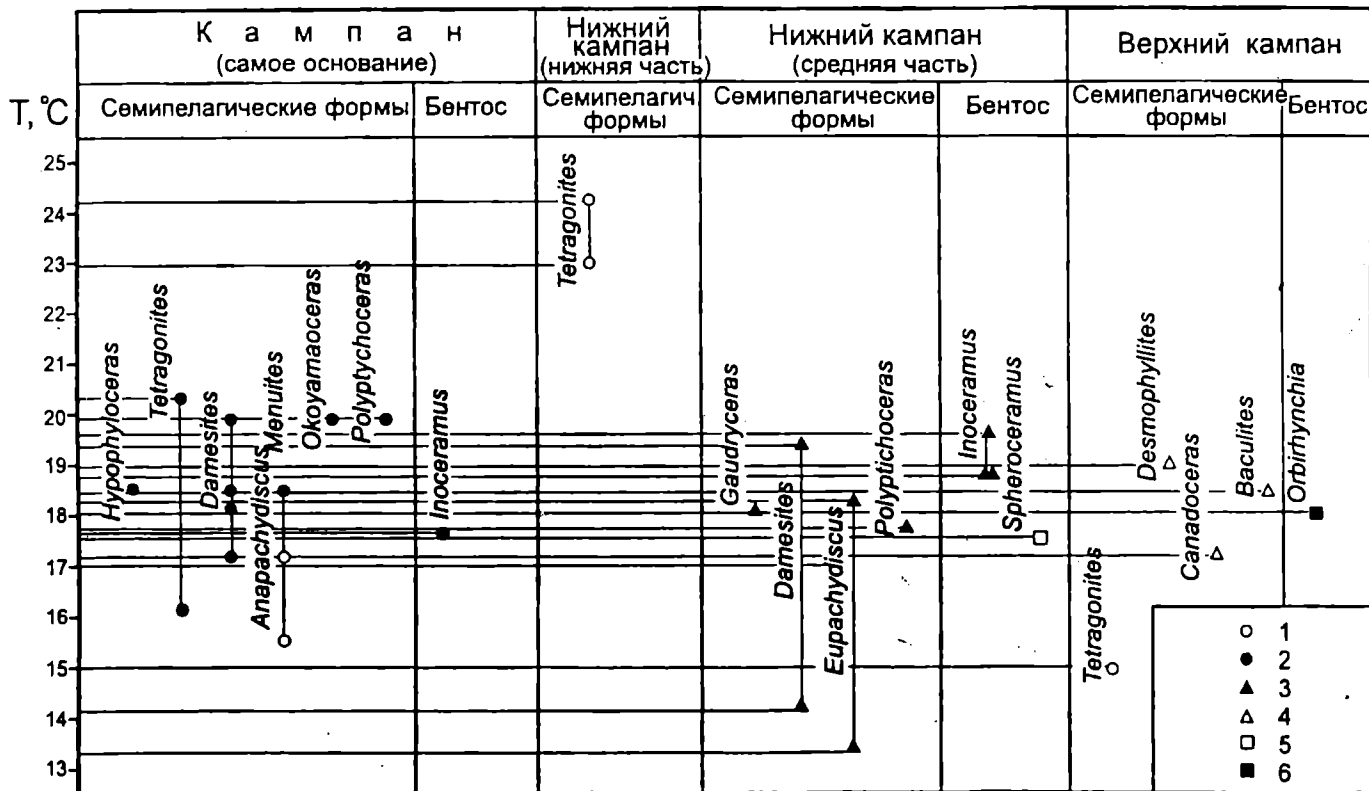 К а м п а н
(самое основание)
Нижний
кампан
(нижняя часть)
Нижний кампан
(средняя часть)
Верхний кампан
T, °C
Семипелагические формы
Бентос
Семипелагич.
формы
Семипелагические
формы
Бентос
Семипелагические
формы
Бентос
25
24
23
22
21
20
19
18
17
16
15
14
13
Hypophyloceras
Tetragonites
Damesites
Anapachydiscus
Menuites
Okoyamaoceras
Polyptychoceras
Inoceramus
Tetragonites
Gaudryceras
Damesites
Eupachydiscus
Polyptichoceras
Inoceramus
Spheroceramus
Tetragonites
Desmophyllites
Canadoceras
Baculites
Orbirhynchia
1
2
3
4
5
6